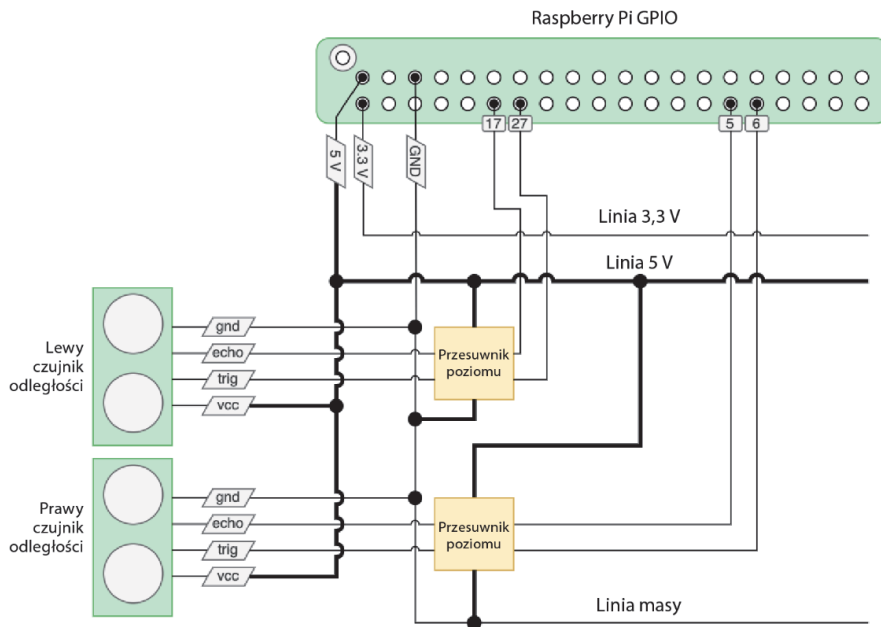 Raspberry Pi GPIO
17
27
5
6
5 V
3.3 V
GND
Linia 3,3 V
Linia 5 V
Lewy
czujnik
odległości
gnd
echo
trig
vcc
Przesuwnik
poziomu
Prawy
czujnik
odległości
gnd
echo
trig
vcc
Przesuwnik
poziomu
Linia masy